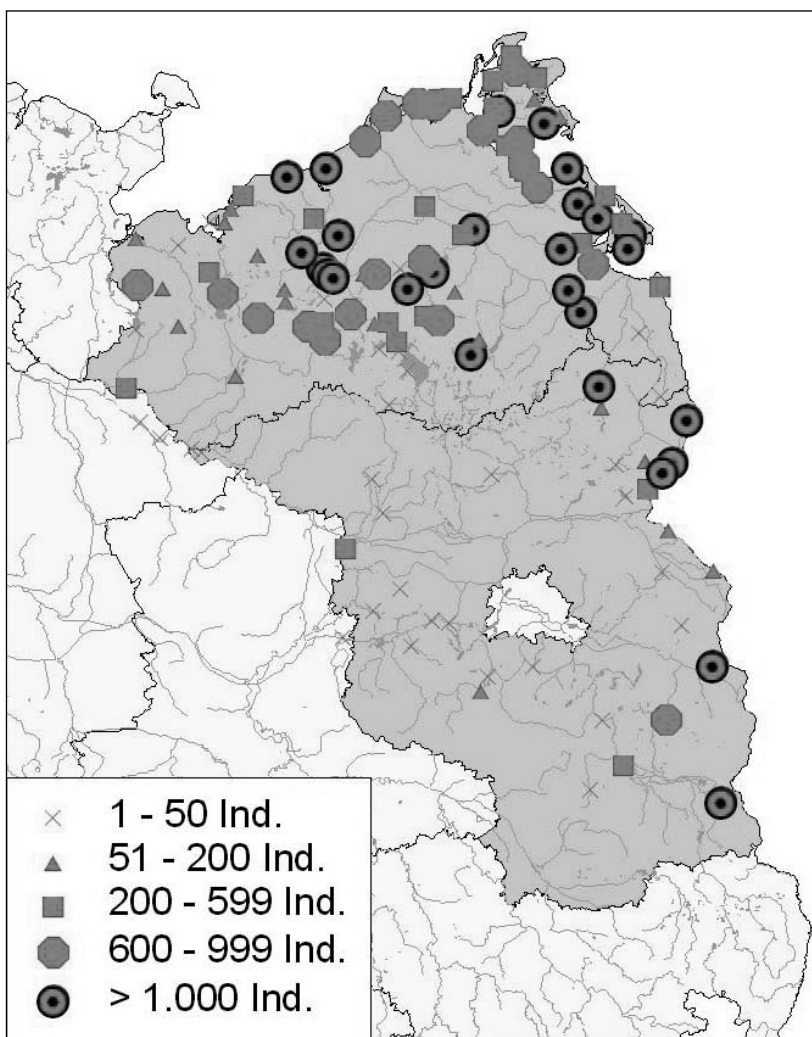 1 - 50 Ind.
51 - 200 Ind.
200 - 599 Ind.
600 - 999 Ind.
> 1.000 Ind.